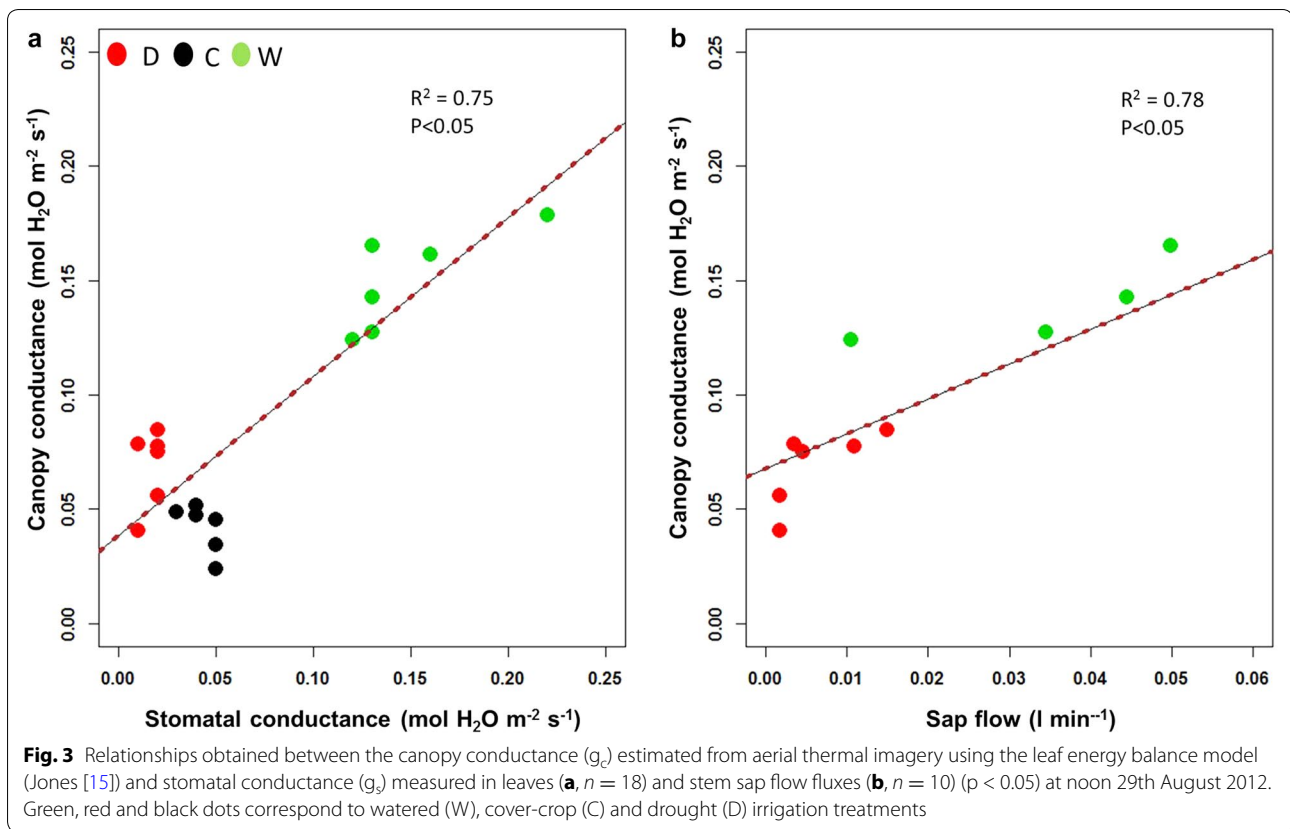 a
D C W
R² = 0.75
P<0.05
Canopy conductance (mol H₂O m⁻² s⁻¹)
0.25
0.20
0.15
0.10
0.05
0.00
0.00 0.05 0.10 0.15 0.20 0.25
Stomatal conductance (mol H₂O m⁻² s⁻¹)
b
R² = 0.78
P<0.05
Canopy conductance (mol H₂O m⁻² s⁻¹)
0.25
0.20
0.15
0.10
0.05
0.00
0.00 0.01 0.02 0.03 0.04 0.05 0.06
Sap flow (l min⁻⁻¹)
Fig. 3 Relationships obtained between the canopy conductance (g_c) estimated from aerial thermal imagery using the leaf energy balance model
(Jones [15]) and stomatal conductance (g_s) measured in leaves (a, n = 18) and stem sap flow fluxes (b, n = 10) (p < 0.05) at noon 29th August 2012.
Green, red and black dots correspond to watered (W), cover-crop (C) and drought (D) irrigation treatments